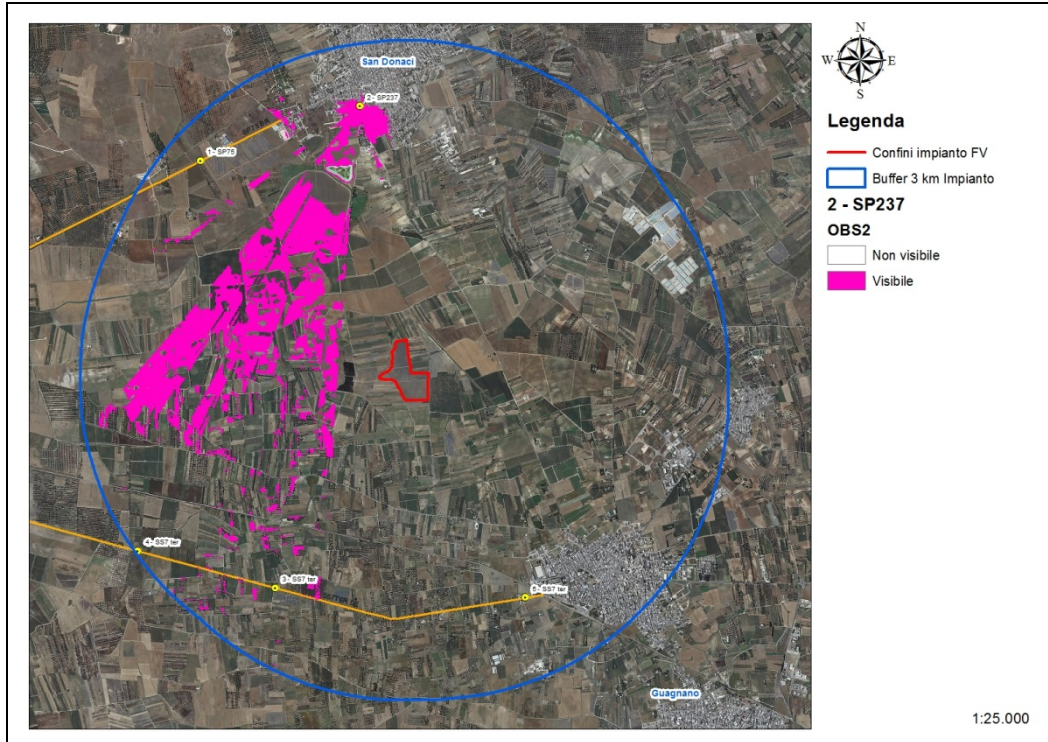 San Donaci
2 - SP237
1 - SP75
4 - SS7 ter
3 - SS7 ter
5 - SS7 ter
Guagnano
N
W
E
S
Legenda
Confini impianto FV
Buffer 3 km Impianto
2 - SP237
OBS2
Non visibile
Visibile
1:25.000